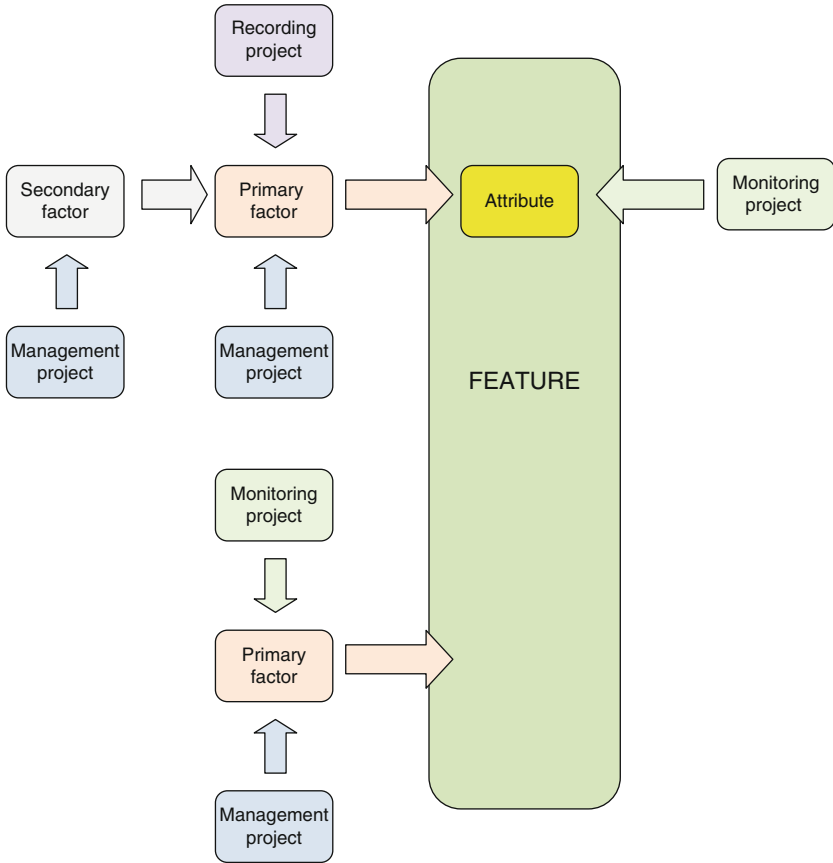 Recording
project
Secondary
factor
Primary
factor
Attribute
Monitoring
project
Management
project
Management
project
FEATURE
Monitoring
project
Primary
factor
Management
project